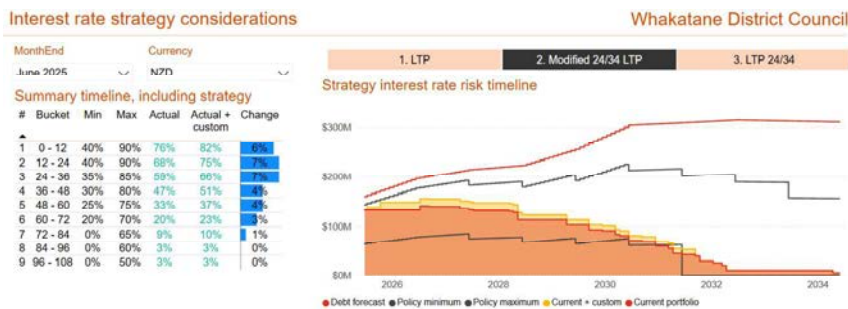 Interest rate strategy considerations
Whakatane District Council
MonthEnd
Currency
June 2025
NZD
1. LTP
2. Modified 24/34 LTP
3. LTP 24/34
Summary timeline, including strategy
# Bucket Min Max Actual Actual + custom Change
1 0 - 12 40% 90% 76% 82% 6%
2 12 - 24 40% 90% 68% 75% 7%
3 24 - 36 35% 85% 59% 66% 7%
4 36 - 48 30% 80% 47% 51% 4%
5 48 - 60 25% 75% 33% 37% 4%
6 60 - 72 20% 70% 20% 23% 3%
7 72 - 84 0% 65% 9% 10% 1%
8 84 - 96 0% 60% 3% 3% 0%
9 96 - 108 0% 50% 3% 3% 0%
Strategy interest rate risk timeline
$300M
$200M
$100M
$0M
2026 2028 2030 2032 2034
Debt forecast Policy minimum Policy maximum Current + custom Current portfolio